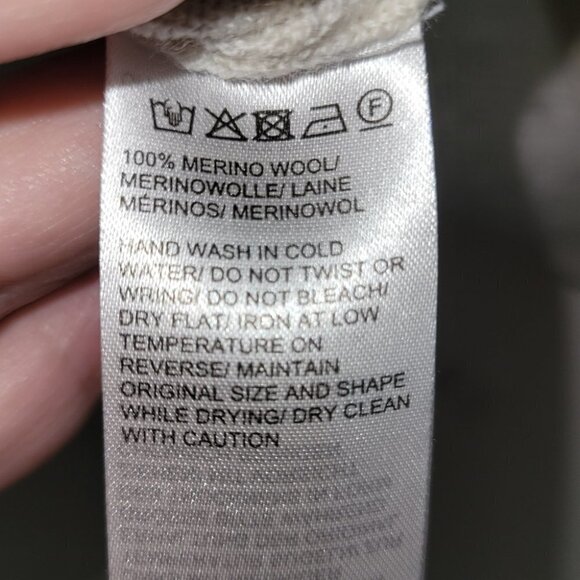 F
100% MERINO WOOL/
MERINOWOLLE/ LAINE
MÉRINOS/ MERINOWOL
HAND WASH IN COLD
WATER/ DO NOT TWIST OR
WRING/ DO NOT BLEACH/
DRY FLAT/ IRON AT LOW
TEMPERATURE ON
REVERSE/ MAINTAIN
ORIGINAL SIZE AND SHAPE
WHILE DRYING/ DRY CLEAN
WITH CAUTION